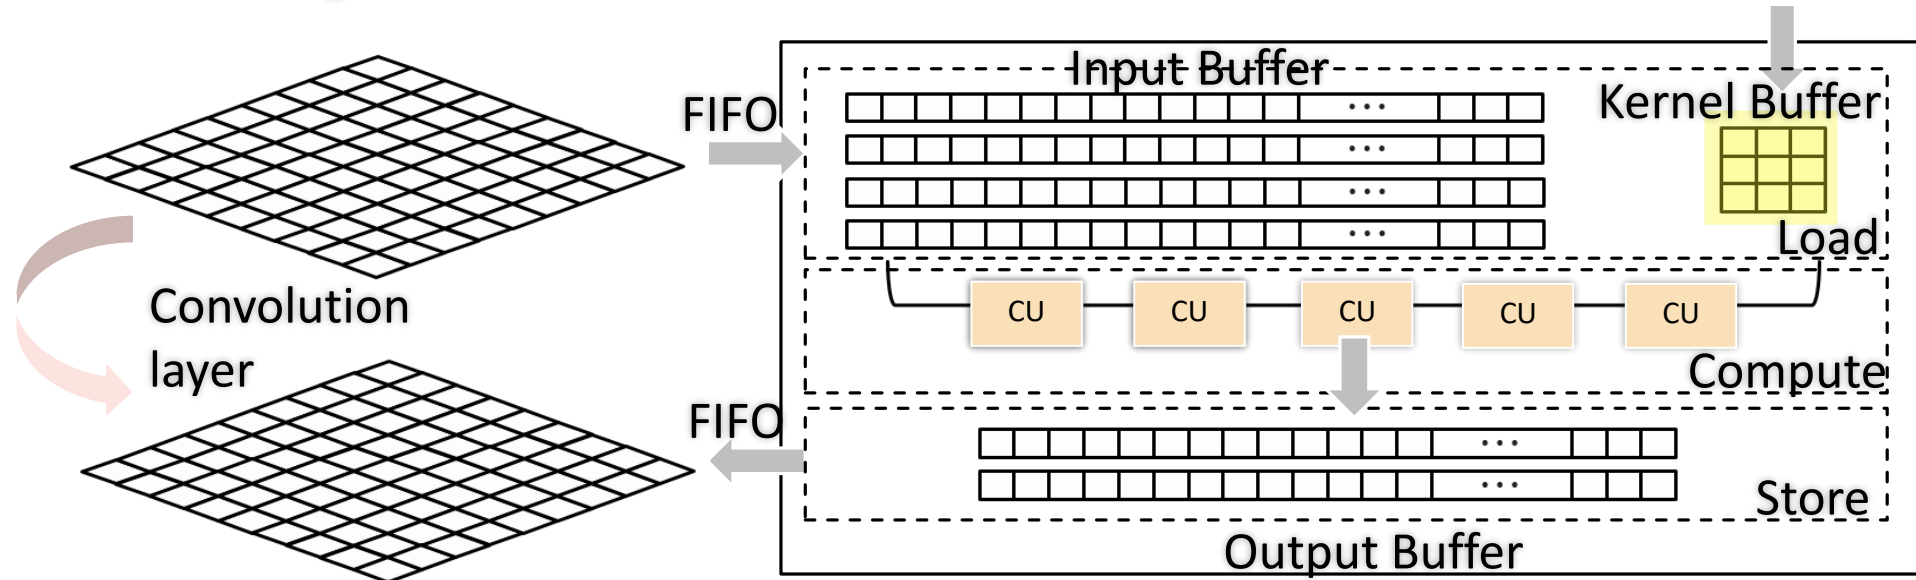 Input Buffer
FIFO
Kernel Buffer
Load
Convolution
layer
CU CU CU CU CU
Compute
FIFO
Store
Output Buffer